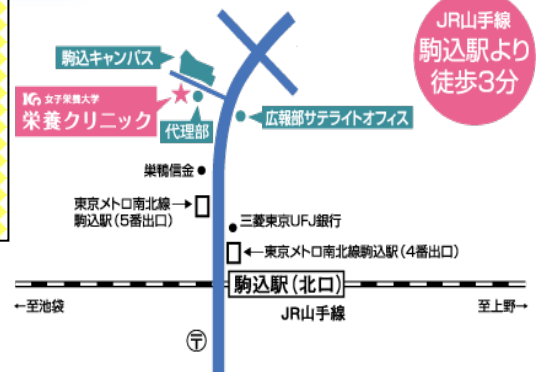 JR山手線
駒込駅より
徒歩3分
駒込キャンパス
女子栄養大学
栄養クリニック
代理部
広報部サテライトオフィス
巣鴨信金
東京メトロ南北線→
駒込駅(5番出口)
三菱東京UFJ銀行
←東京メトロ南北線駒込駅(4番出口)
駒込駅(北口)
←至池袋
JR山手線
至上野→
〒